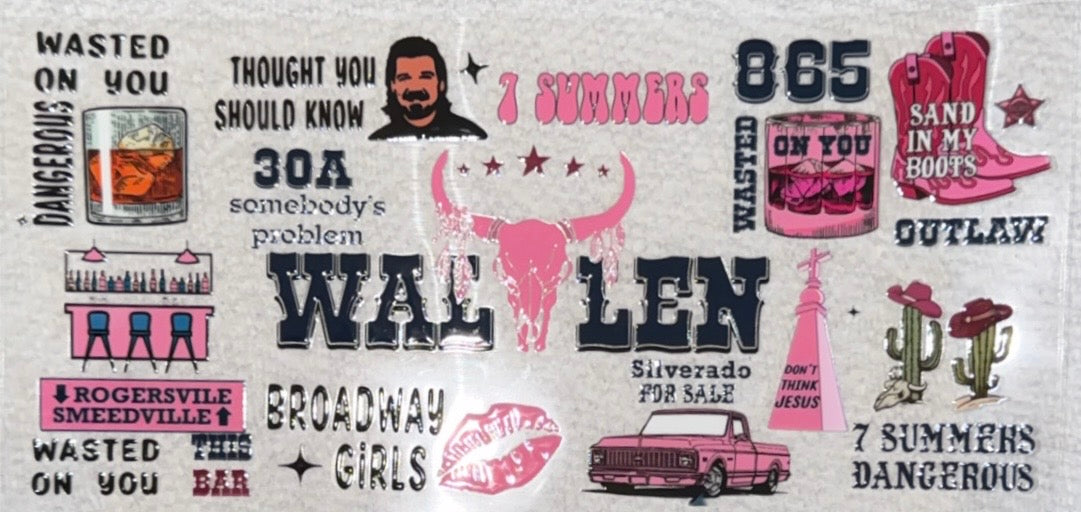 WASTED
ON YOU
DANGEROUS
THOUGHT YOU
SHOULD KNOW
7 SUMMERS
865
WASTED
ON YOU
SAND
IN MY
BOOTS
OUTLAW
30A
somebody's
problem
WALLEN
ROGERSVILE
SMEEDVILLE
WASTED
ON YOU
THIS
BAR
BROADWAY
GiRLS
Silverado
FOR SALE
DON'T
THINK
JESUS
7 SUMMERS
DANGEROUS